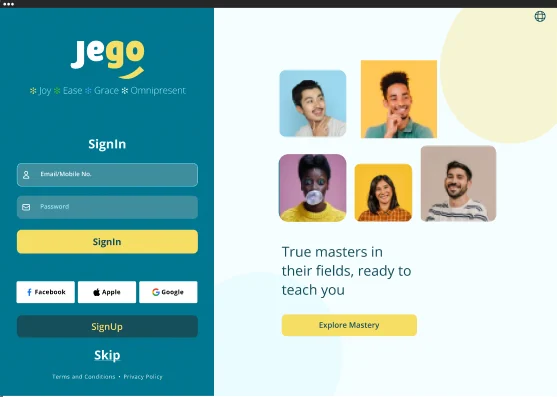 Jego
Joy Ease Grace Omnipresent
SignIn
Email/Mobile No.
Password
SignIn
Facebook Apple Google
SignUp
Skip
Terms and Conditions • Privacy Policy
True masters in
their fields, ready to
teach you
Explore Mastery